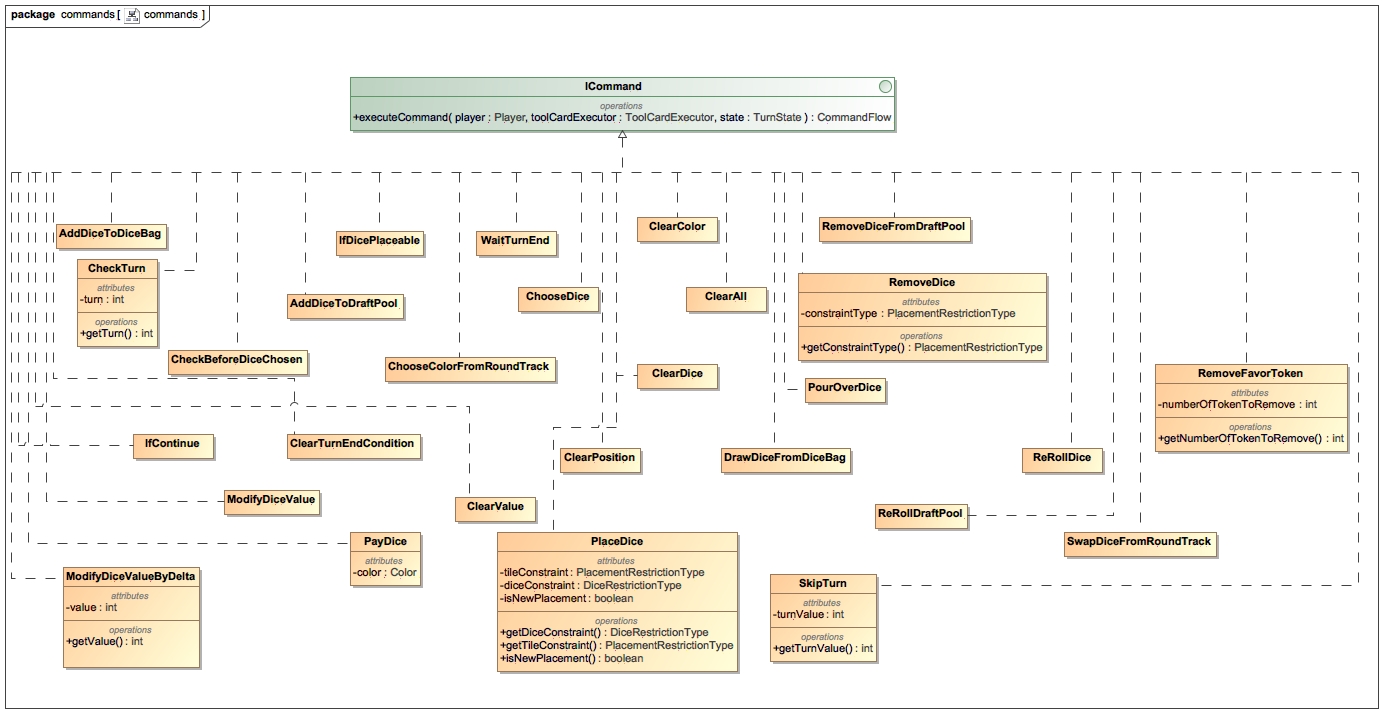 package commands [ commands ]
ICommand
operations
+executeCommand( player : Player, toolCardExecutor : ToolCardExecutor, state : TurnState ) : CommandFlow
AddDiceToDiceBag
CheckTurn
attributes
-turn : int
operations
+getTurn() : int
IfDicePlaceable
WaitTurnEnd
ClearColor
RemoveDiceFromDraftPool
AddDiceToDraftPool
ChooseDice
ClearAll
RemoveDice
attributes
-constraintType : PlacementRestrictionType
operations
+getConstraintType() : PlacementRestrictionType
CheckBeforeDiceChosen
ChooseColorFromRoundTrack
ClearDice
PourOverDice
RemoveFavorToken
attributes
-numberOfTokenToRemove : int
operations
+getNumberOfTokenToRemove() : int
IfContinue
ClearTurnEndCondition
ClearPosition
DrawDiceFromDiceBag
ReRollDice
ModifyDiceValue
ClearValue
ReRollDraftPool
SwapDiceFromRoundTrack
PayDice
attributes
-color : Color
PlaceDice
attributes
-tileConstraint : PlacementRestrictionType
-diceConstraint : DiceRestrictionType
-isNewPlacement : boolean
operations
+getDiceConstraint() : DiceRestrictionType
+getTileConstraint() : PlacementRestrictionType
+isNewPlacement() : boolean
ModifyDiceValueByDelta
attributes
-value : int
operations
+getValue() : int
SkipTurn
attributes
-turnValue : int
operations
+getTurnValue() : int